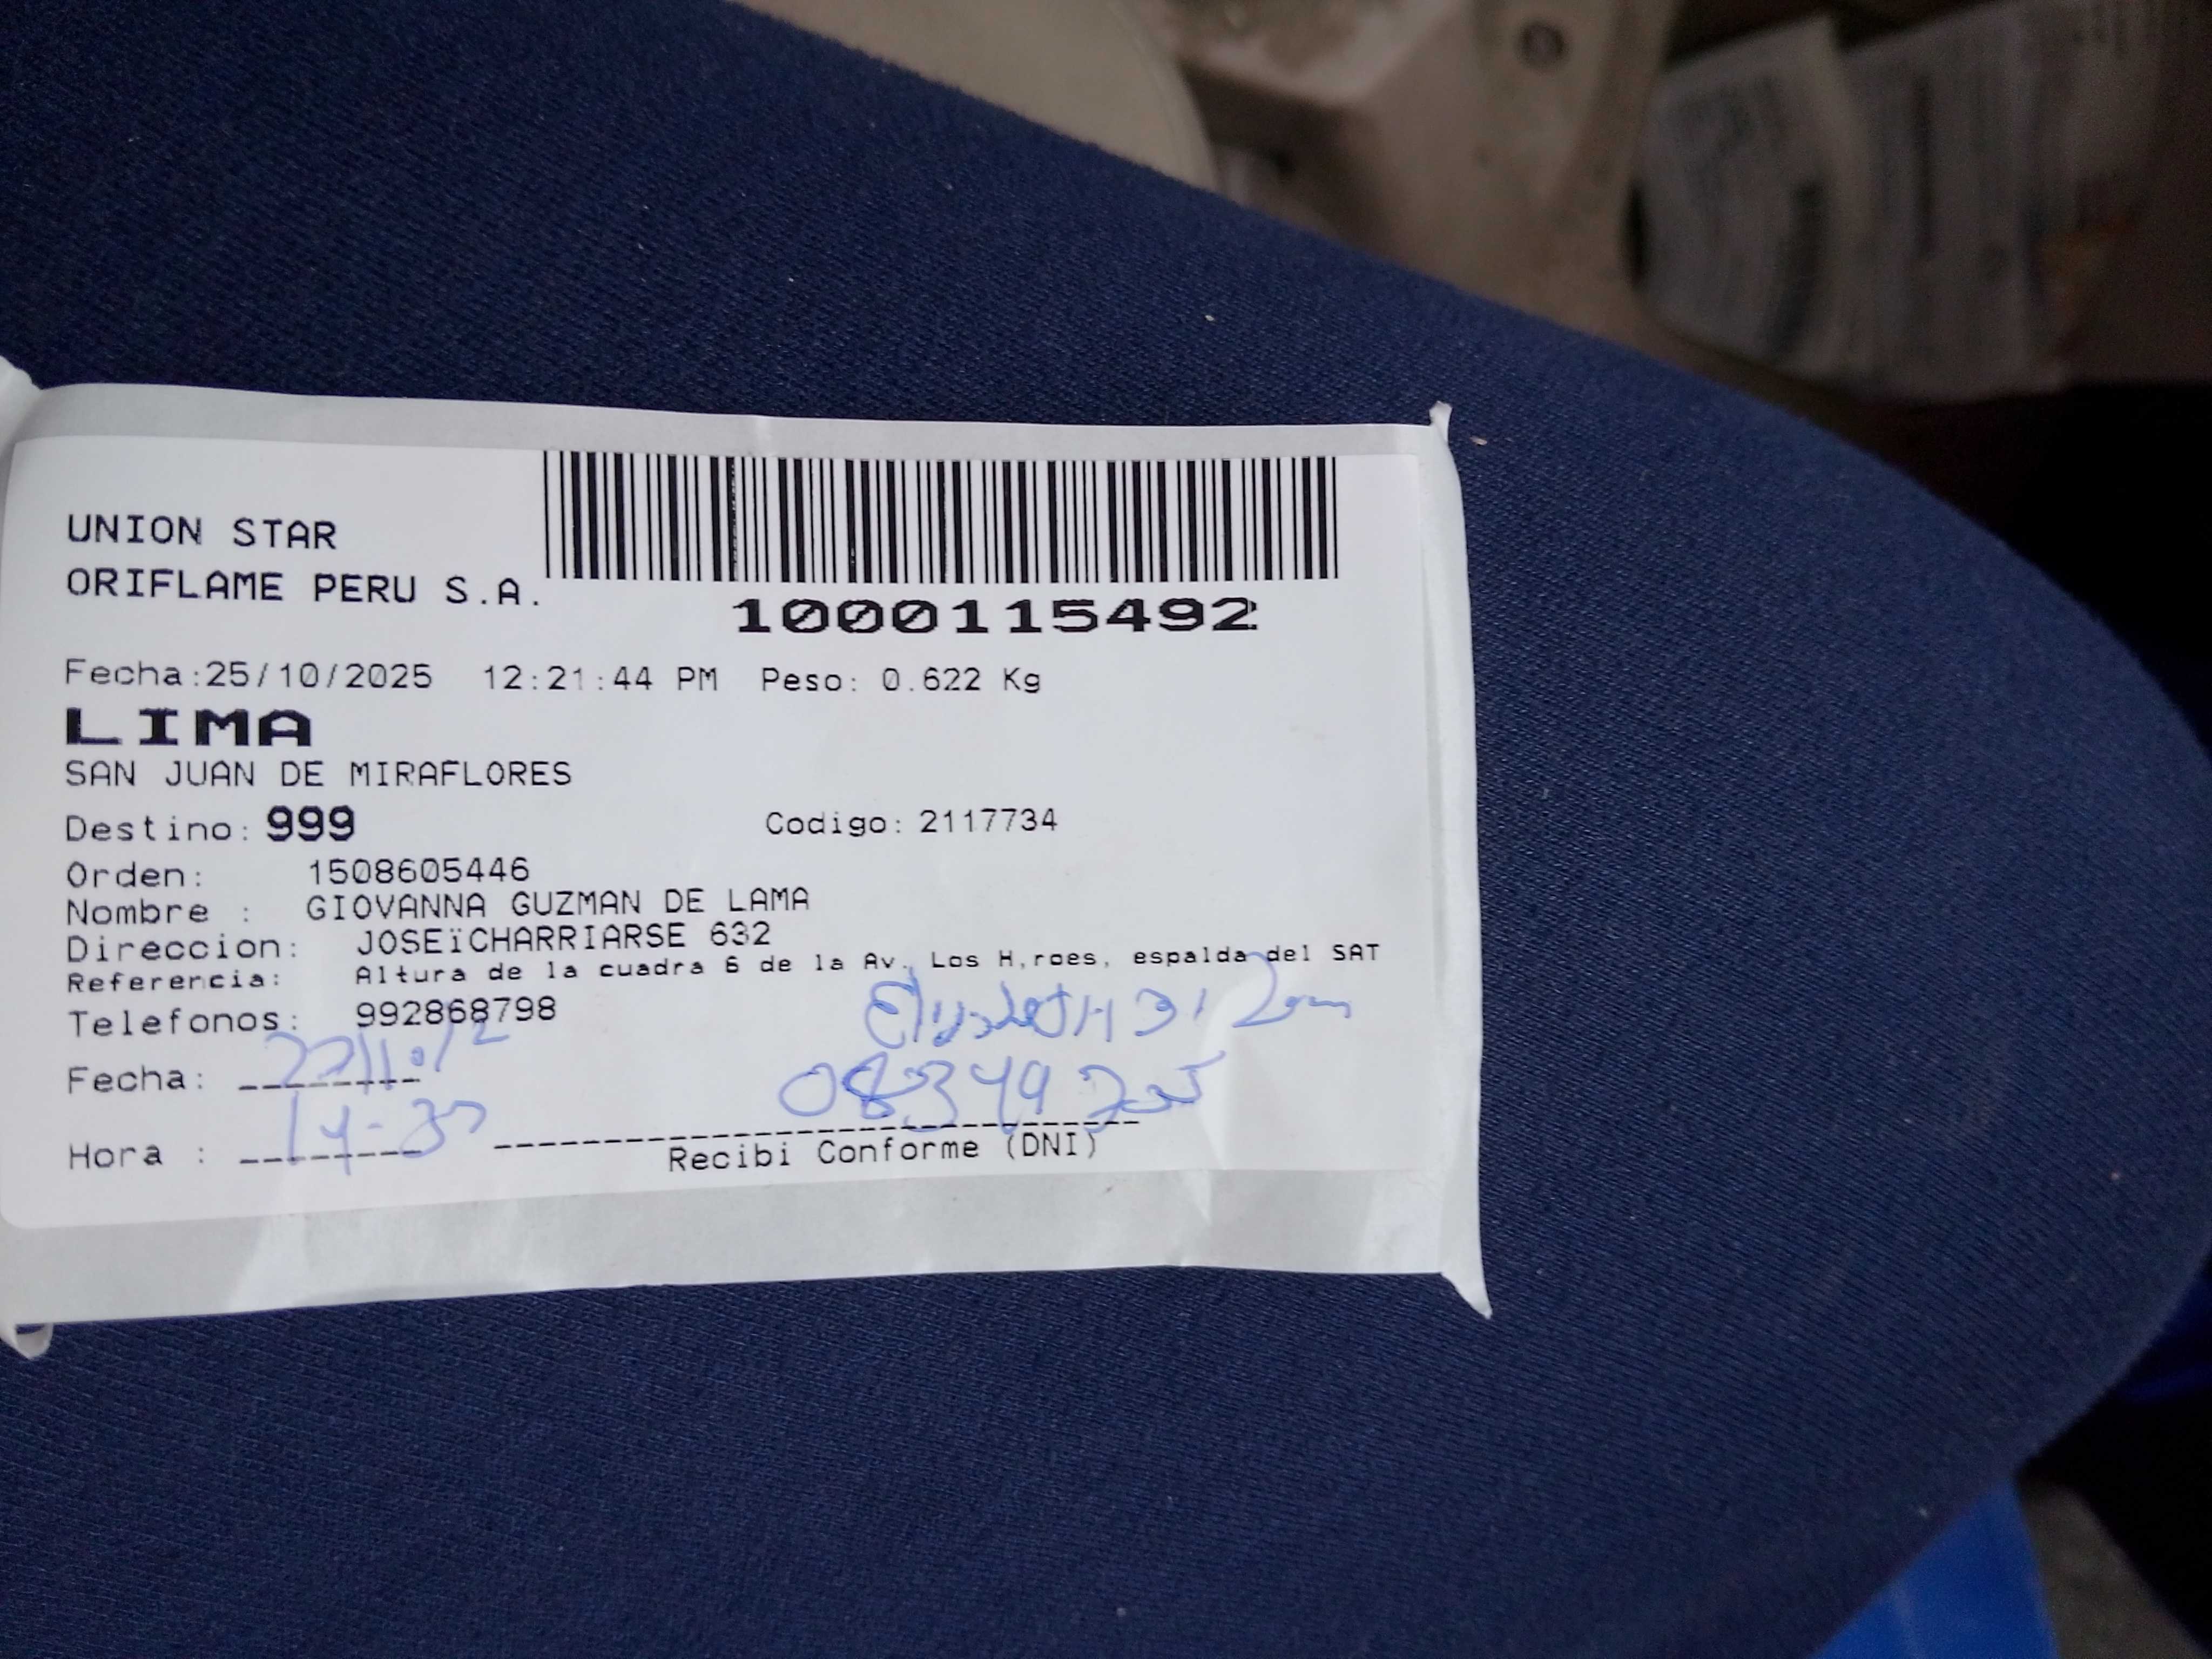 UNION STAR
ORIFLAME PERU S.A.
1000115492
Fecha:25/10/2025 12:21:44 PM Peso: 0.622 Kg
LIMA
SAN JUAN DE MIRAFLORES
Destino: 999 Codigo: 2117734
Orden: 1508605446
Nombre : GIOVANNA GUZMAN DE LAMA
Direccion: JOSEïCHARRIARSE 632
Referencia: Altura de la cuadra 6 de la Av. Los H,roes, espalda del SAT
Telefonos: 992868798
Fecha:
Hora : 14-30
Recibi Conforme (DNI)